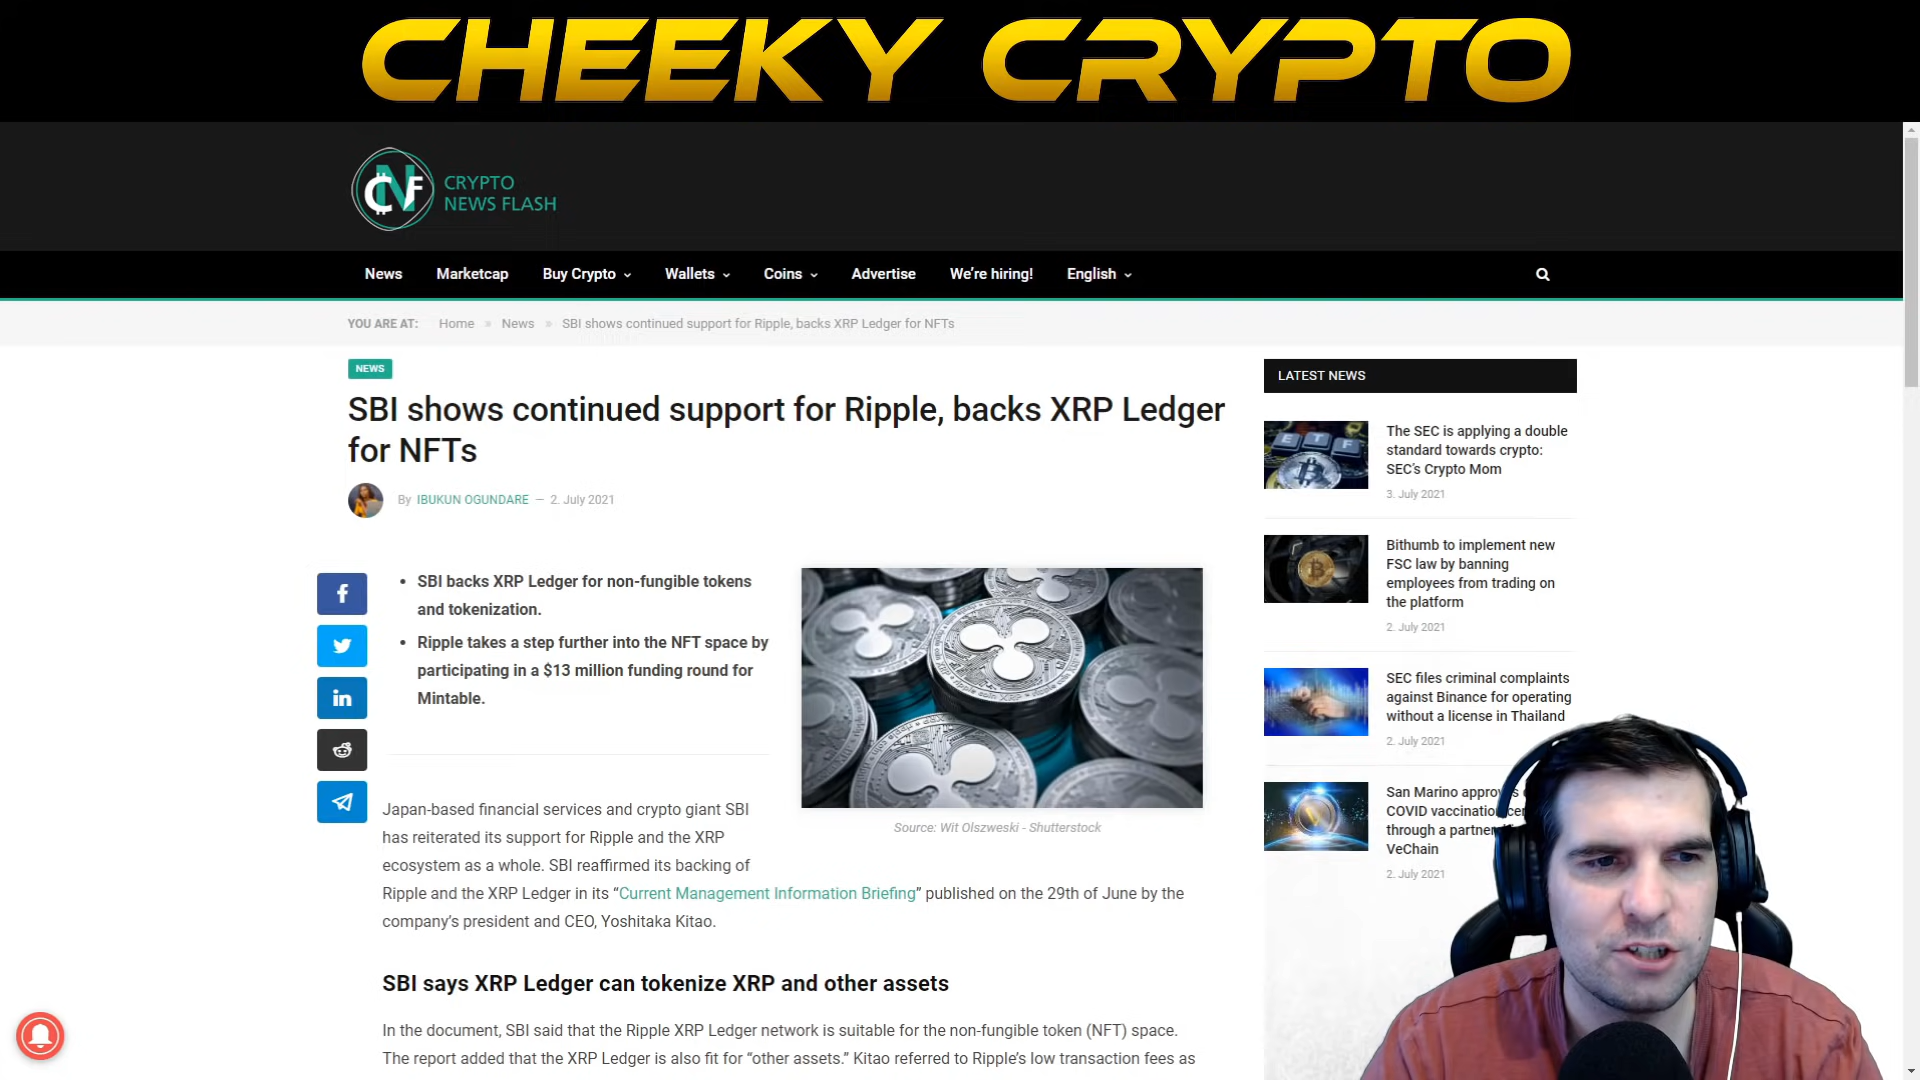 CHEEKY CRYPTO
CRYPTO
NEWS FLASH
News Marketcap Buy Crypto Wallets Coins Advertise We're hiring! English
YOU ARE AT: Home » News » SBI shows continued support for Ripple, backs XRP Ledger for NFTs
NEWS
SBI shows continued support for Ripple, backs XRP Ledger
for NFTs
By IBUKUN OGUNDARE — 2. July 2021
• SBI backs XRP Ledger for non-fungible tokens
and tokenization.
• Ripple takes a step further into the NFT space by
participating in a $13 million funding round for
Mintable.
Source: Wit Olszweski - Shutterstock
Japan-based financial services and crypto giant SBI
has reiterated its support for Ripple and the XRP
ecosystem as a whole. SBI reaffirmed its backing of
Ripple and the XRP Ledger in its “Current Management Information Briefing” published on the 29th of June by the
company's president and CEO, Yoshitaka Kitao.
SBI says XRP Ledger can tokenize XRP and other assets
In the document, SBI said that the Ripple XRP Ledger network is suitable for the non-fungible token (NFT) space.
The report added that the XRP Ledger is also fit for “other assets.” Kitao referred to Ripple's low transaction fees as
LATEST NEWS
The SEC is applying a double
standard towards crypto:
SEC's Crypto Mom
3. July 2021
Bithumb to implement new
FSC law by banning
employees from trading on
the platform
2. July 2021
SEC files criminal complaints
against Binance for operating
without a license in Thailand
2. July 2021
San Marino
COVID
through a
VeChain
2. July 2021